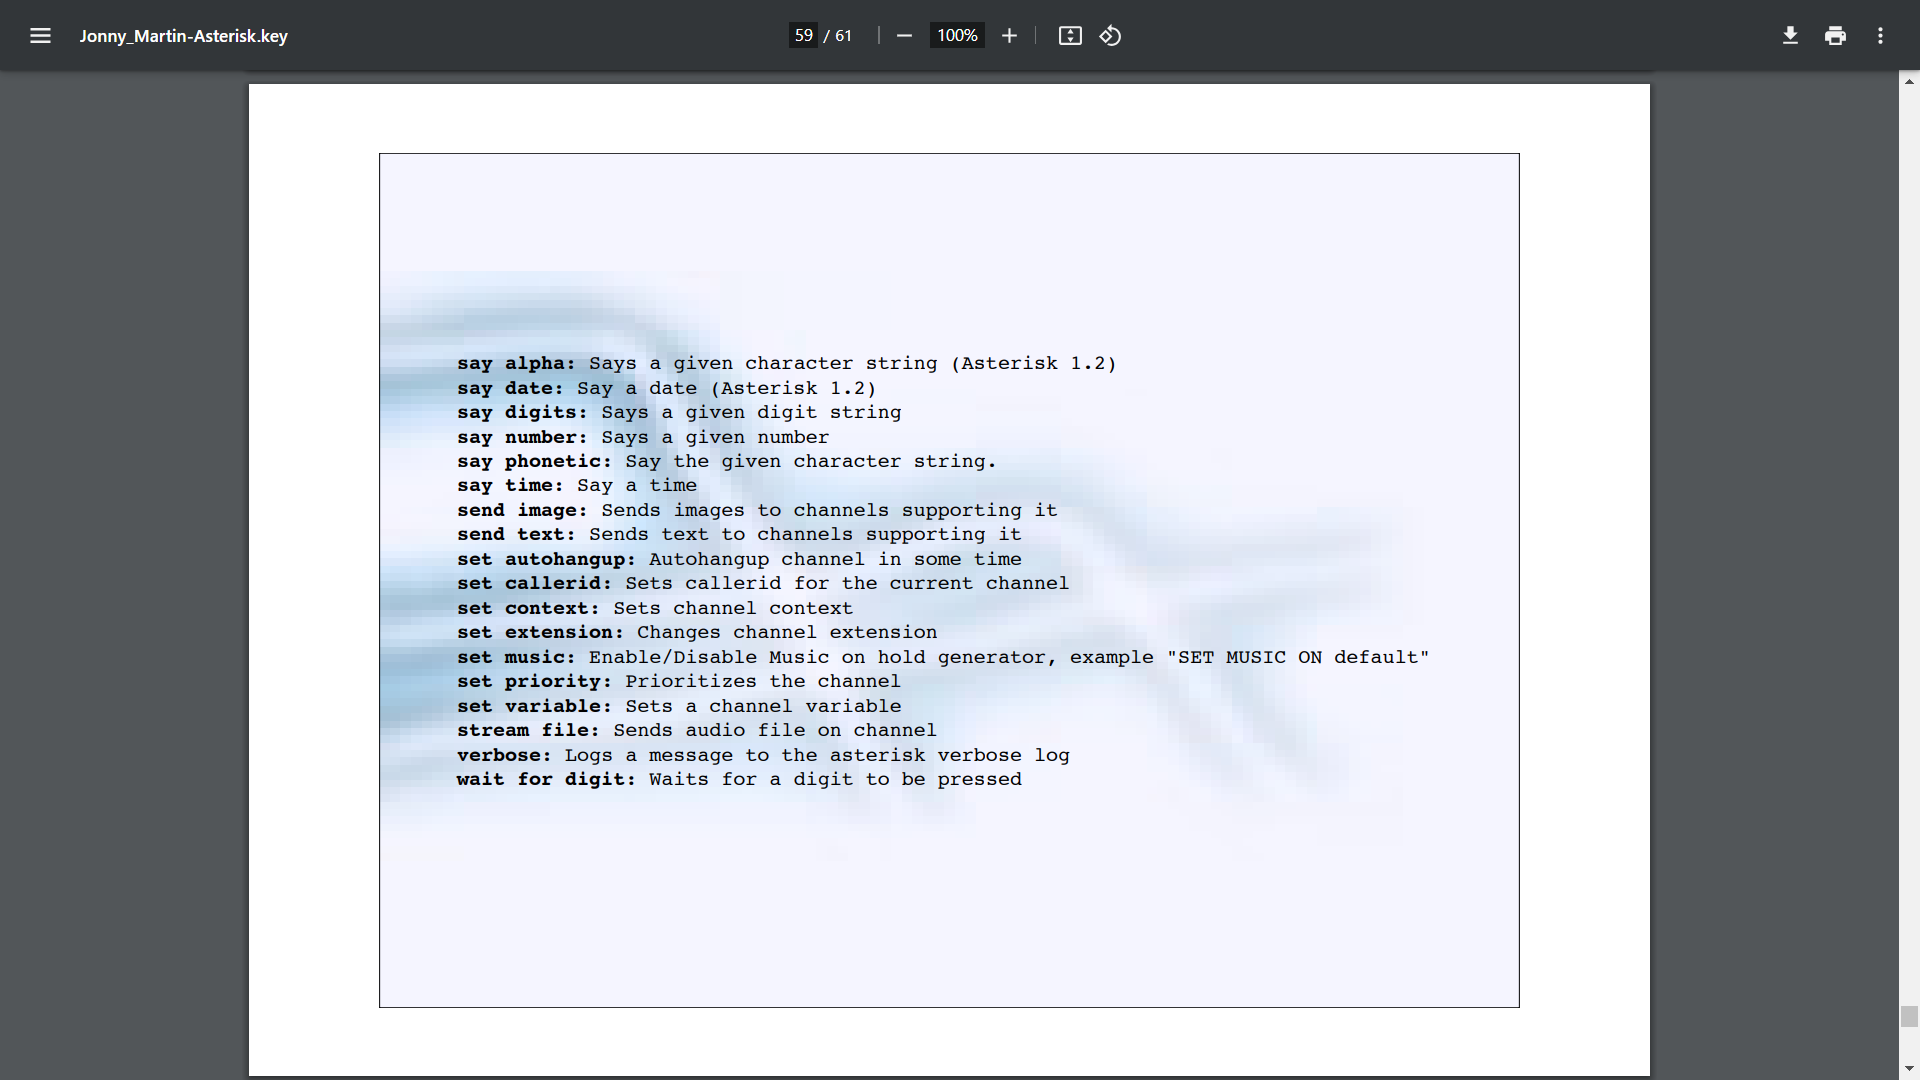 Jonny_Martin-Asterisk.key
59 / 61
100%
say alpha: Says a given character string (Asterisk 1.2)
say date: Say a date (Asterisk 1.2)
say digits: Says a given digit string
say number: Says a given number
say phonetic: Say the given character string.
say time: Say a time
send image: Sends images to channels supporting it
send text: Sends text to channels supporting it
set autohangup: Autohangup channel in some time
set callerid: Sets callerid for the current channel
set context: Sets channel context
set extension: Changes channel extension
set music: Enable/Disable Music on hold generator, example "SET MUSIC ON default"
set priority: Prioritizes the channel
set variable: Sets a channel variable
stream file: Sends audio file on channel
verbose: Logs a message to the asterisk verbose log
wait for digit: Waits for a digit to be pressed